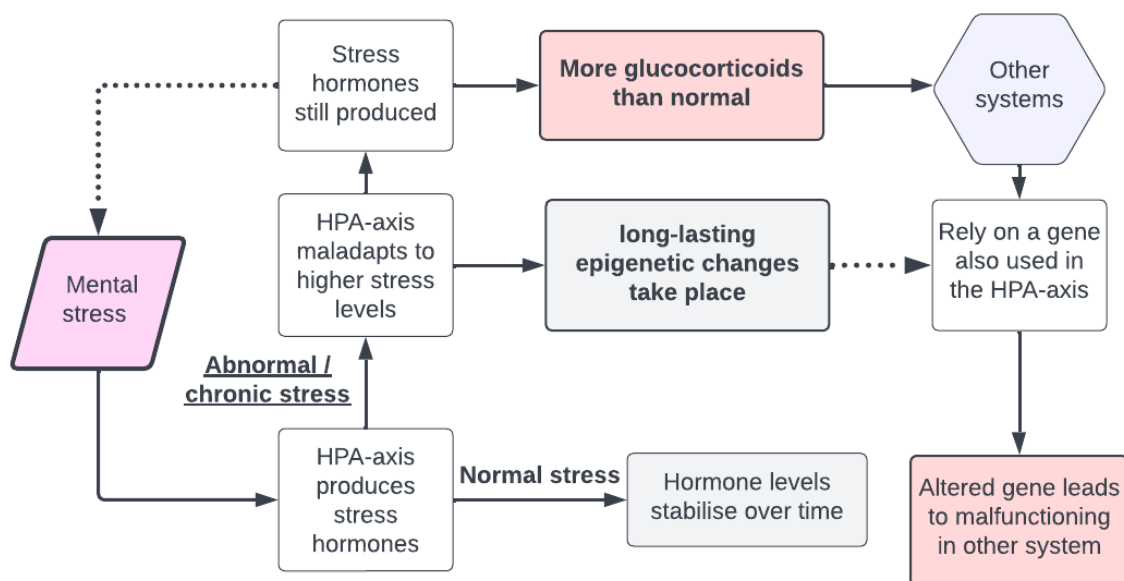 Stress
hormones
still produced
More glucocorticoids
than normal
Other
systems
HPA-axis
maladapts to
higher stress
levels
long-lasting
epigenetic changes
take place
Rely on a gene
also used in
the HPA-axis
Mental
stress
Abnormal /
chronic stress
HPA-axis
produces
stress
hormones
Normal stress
Hormone levels
stabilise over time
Altered gene leads
to malfunctioning
in other system